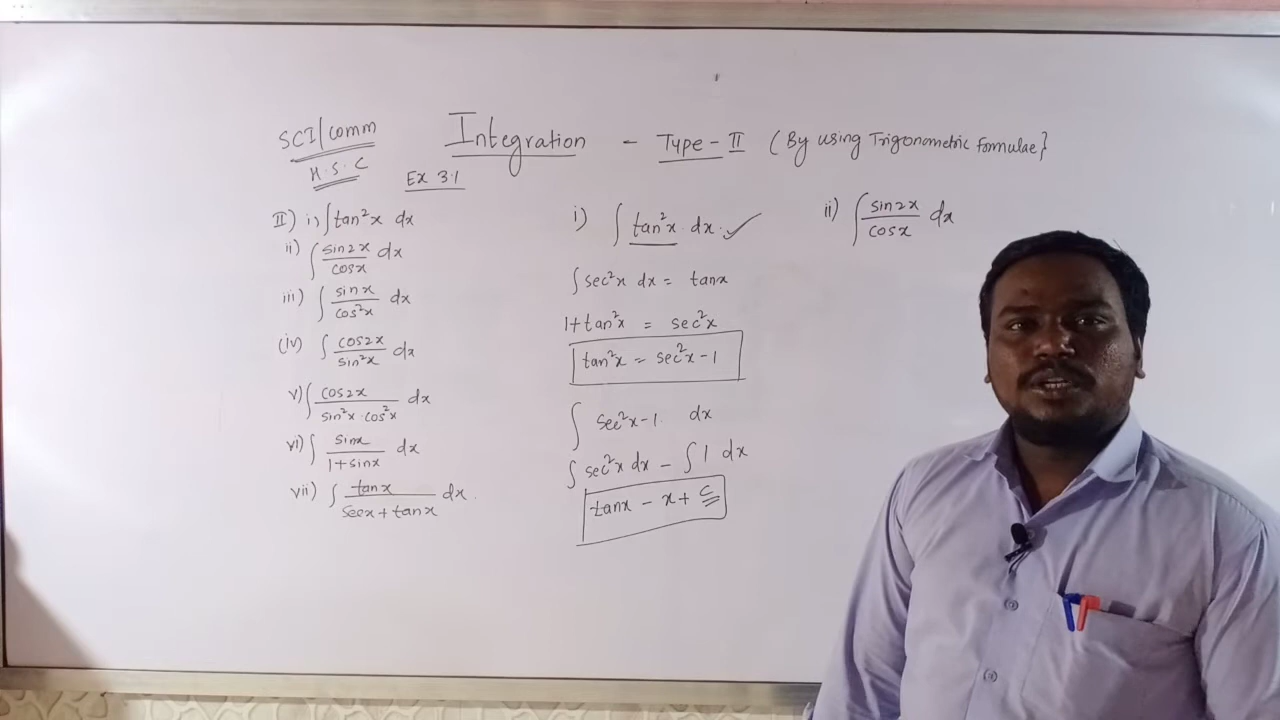 SCI/comm
H.S.C
Integration - Type-II (By using Trigonometric formulae}
Ex 3.1
II) i) ∫tan²x dx
ii) ∫ sin2x/cosx dx
iii) ∫ sinx/cos²x dx
(iv) ∫ cos2x/sin²x dx
v) ∫ cos2x/sin²x·cos²x dx
vi) ∫ sinx/1+sinx dx
vii) ∫ tanx/secx+tanx dx.
i) ∫ tan²x·dx· ✓
∫ sec²x dx = tanx
1+tan²x = sec²x
tan²x = sec²x-1
∫ sec²x-1· dx
∫ sec²x dx - ∫ 1 dx
tanx - x + c
ii) ∫ sin2x/cosx dx